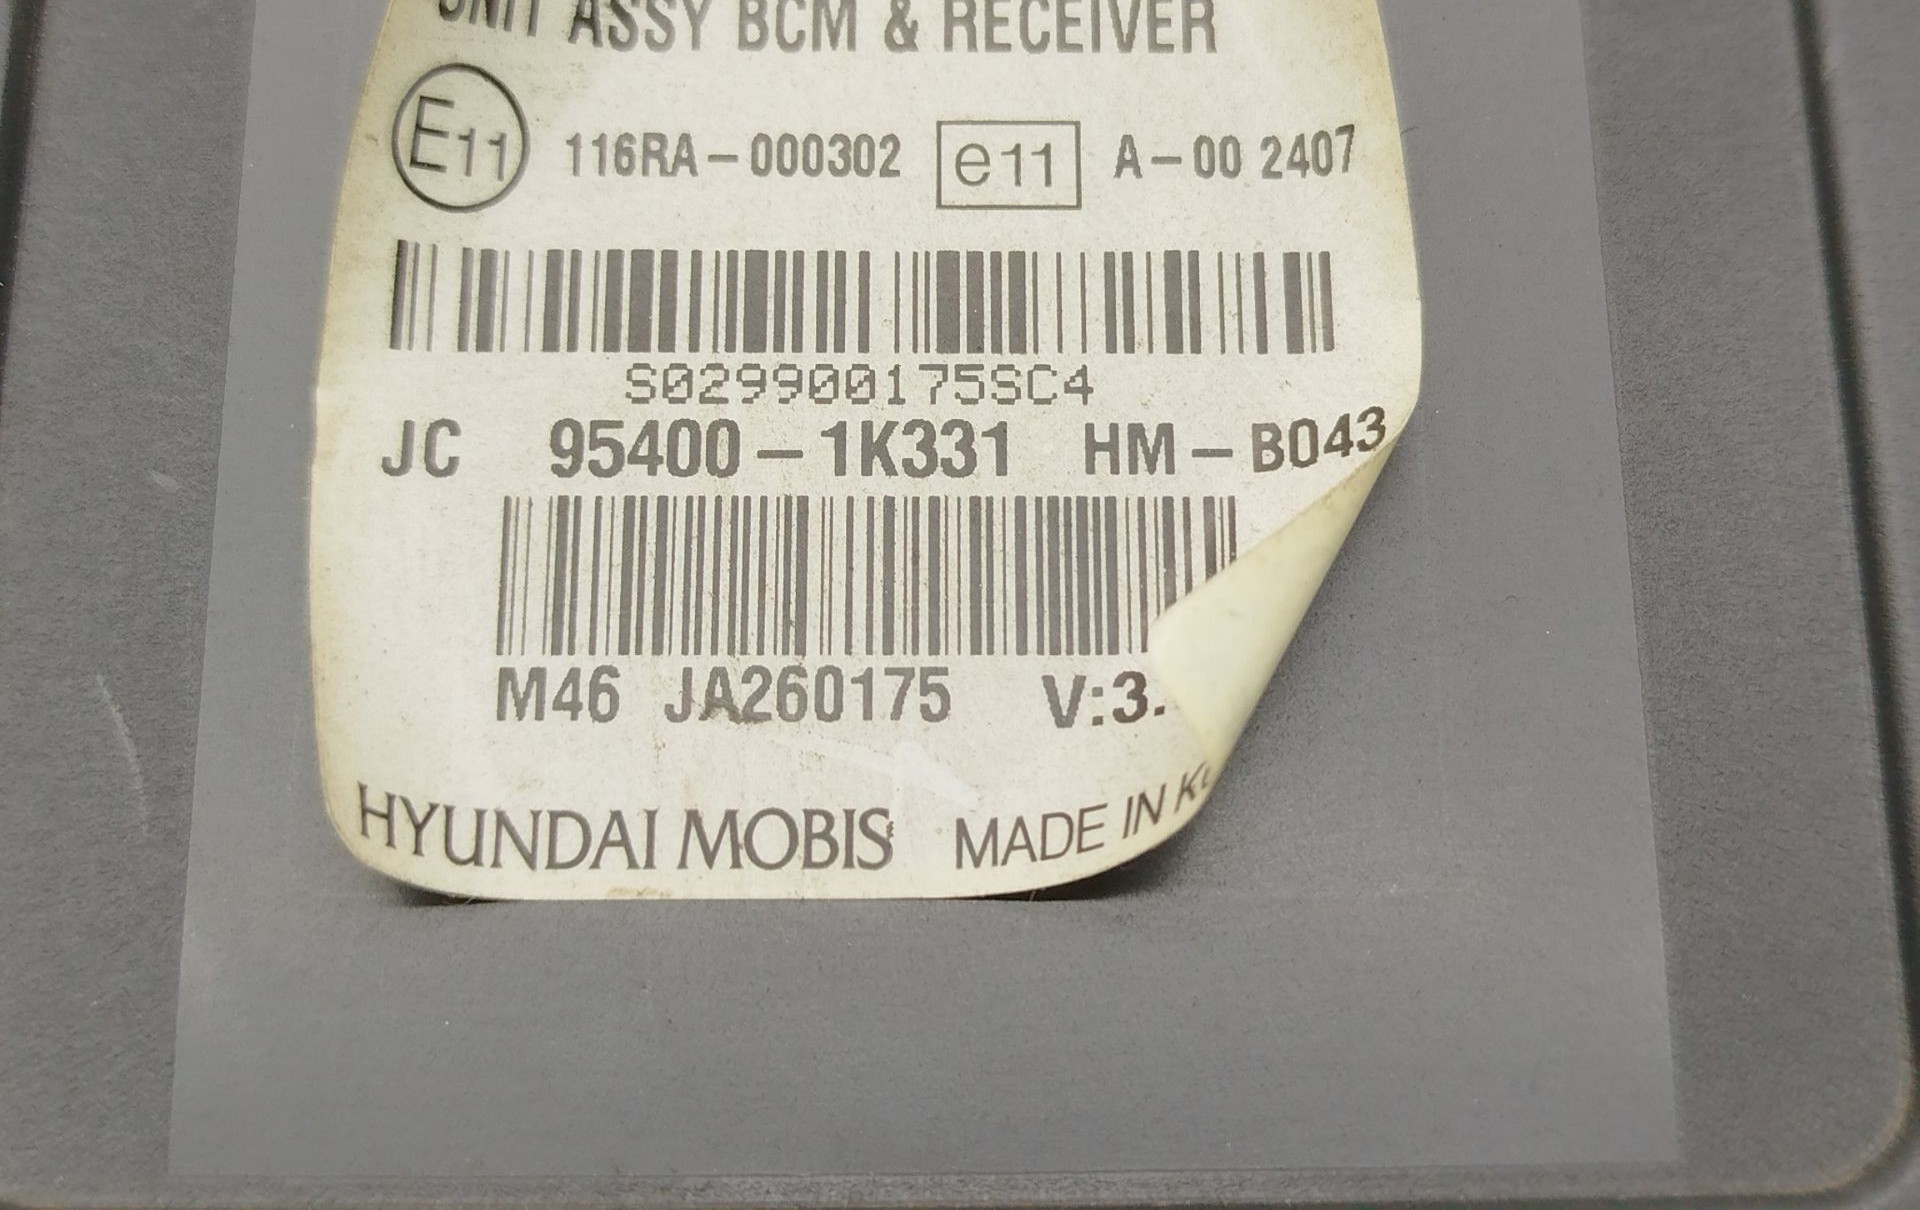 UNIT ASSY BCM & RECEIVER
E11 116RA-000302 e11 A-00 2407
S029900175SC4
JC 95400-1K331 HM-B043
M46 JA260175 V:3.
HYUNDAI MOBIS MADE IN